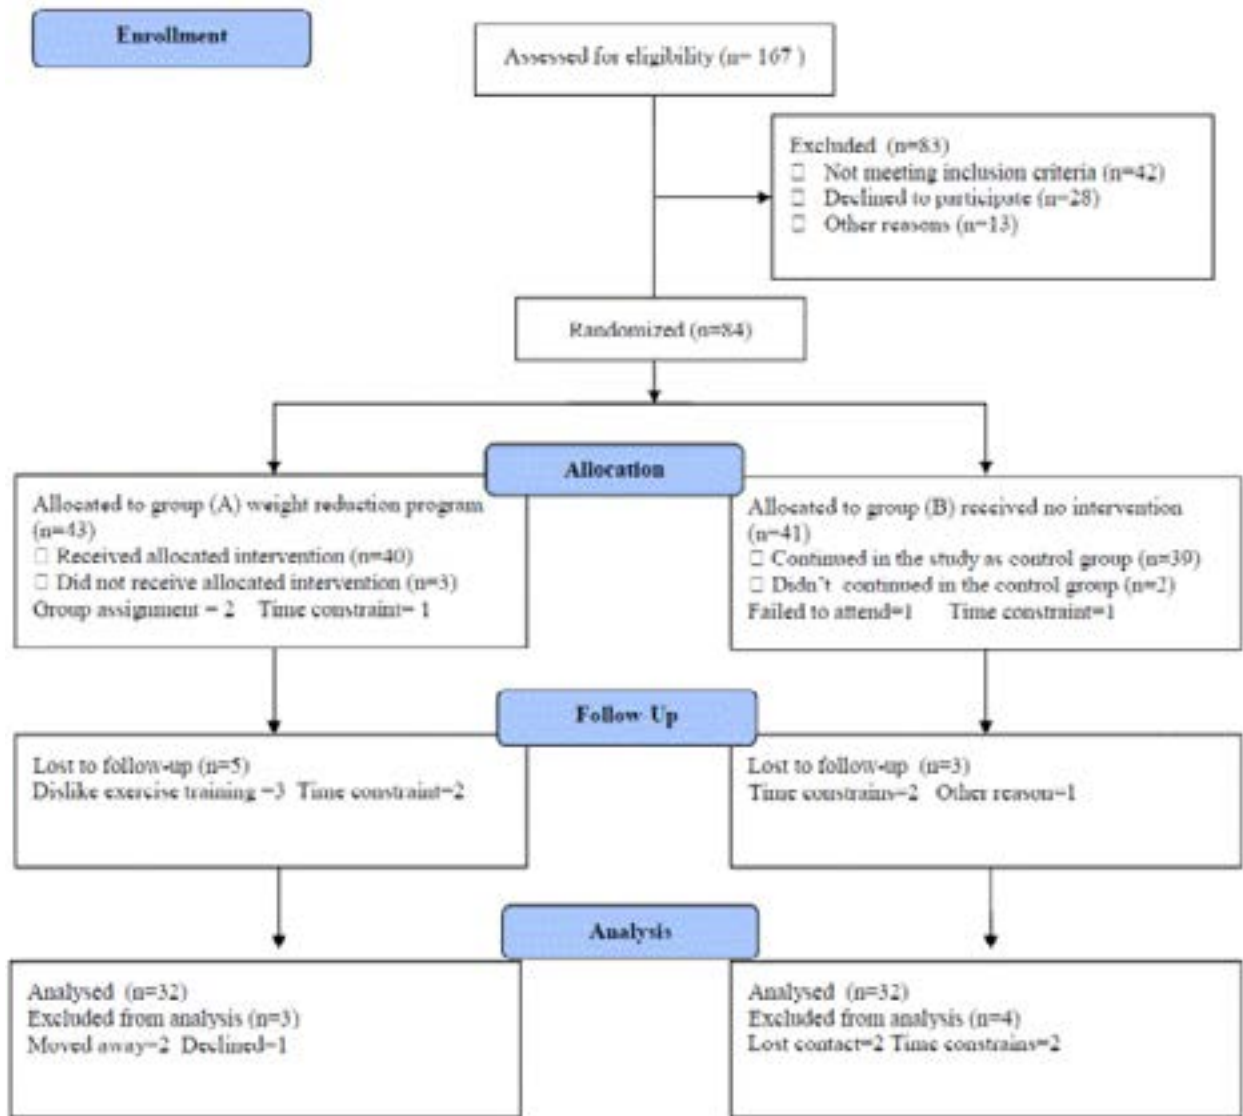 Enrollment
Assessed for eligibility (n= 167 )
Excluded (n=83)
Not meeting inclusion criteria (n=42)
Declined to participate (n=28)
Other reasons (n=13)
Randomized (n=84)
Allocation
Allocated to group (A) weight reduction program
(n=43)
Received allocated intervention (n=40)
Did not receive allocated intervention (n=3)
Group assignment = 2 Time constraint= 1
Allocated to group (B) received no intervention
(n=41)
Continued in the study as control group (n=39)
Didn't continued in the control group (n=2)
Failed to attend=1 Time constraint=1
Follow Up
Lost to follow-up (n=5)
Dislike exercise training =3 Time constraint=2
Lost to follow-up (n=3)
Time constrains=2 Other reason=1
Analysis
Analysed (n=32)
Excluded from analysis (n=3)
Moved away=2 Declined=1
Analysed (n=32)
Excluded from analysis (n=4)
Lost contact=2 Time constrains=2